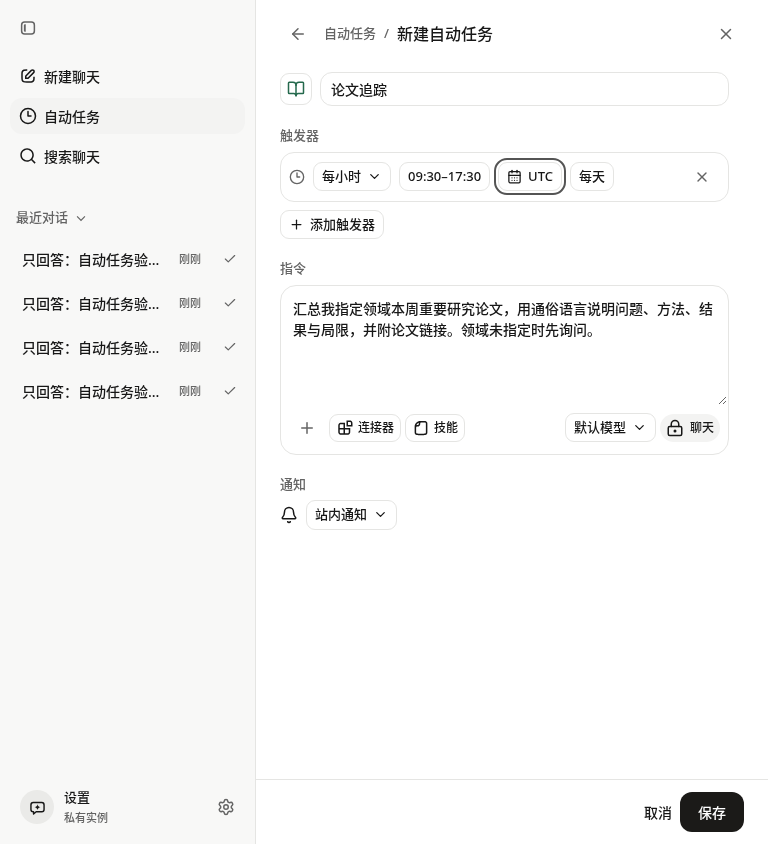 新建聊天
自动任务
搜索聊天
最近对话
只回答：自动任务验... 刚刚
只回答：自动任务验... 刚刚
只回答：自动任务验... 刚刚
只回答：自动任务验... 刚刚
设置
私有实例
自动任务 / 新建自动任务
论文追踪
触发器
每小时 09:30–17:30 UTC 每天
添加触发器
指令
汇总我指定领域本周重要研究论文，用通俗语言说明问题、方法、结
果与局限，并附论文链接。领域未指定时先询问。
连接器 技能 默认模型 聊天
通知
站内通知
取消 保存